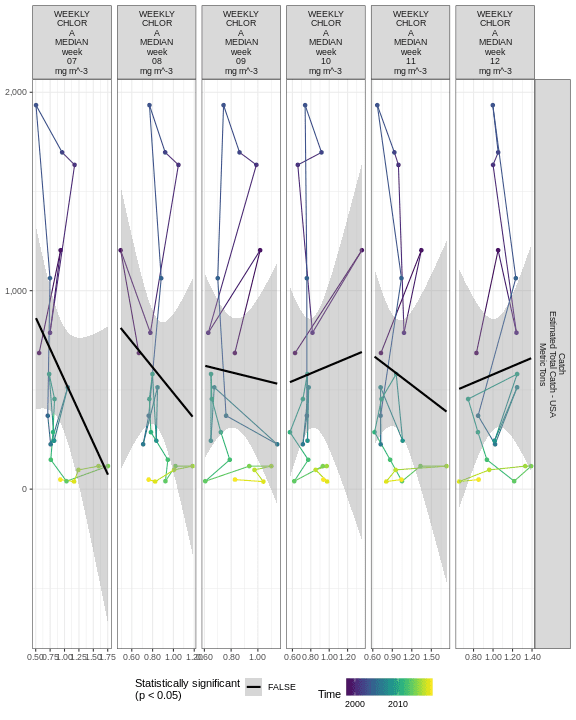 WEEKLY
CHLOR
A
MEDIAN
week
07
mg m^-3
WEEKLY
CHLOR
A
MEDIAN
week
08
mg m^-3
WEEKLY
CHLOR
A
MEDIAN
week
09
mg m^-3
WEEKLY
CHLOR
A
MEDIAN
week
10
mg m^-3
WEEKLY
CHLOR
A
MEDIAN
week
11
mg m^-3
WEEKLY
CHLOR
A
MEDIAN
week
12
mg m^-3
2,000
1,000
0
Catch
Estimated Total Catch - USA
Metric Tons
0.50 0.75 1.00 1.25 1.50 1.75
0.60 0.80 1.00 1.20
0.60 0.80 1.00
0.60 0.80 1.00 1.20
0.60 0.90 1.20 1.50
0.80 1.00 1.20 1.40
Statistically significant
(p < 0.05)
FALSE
Time
2000 2010